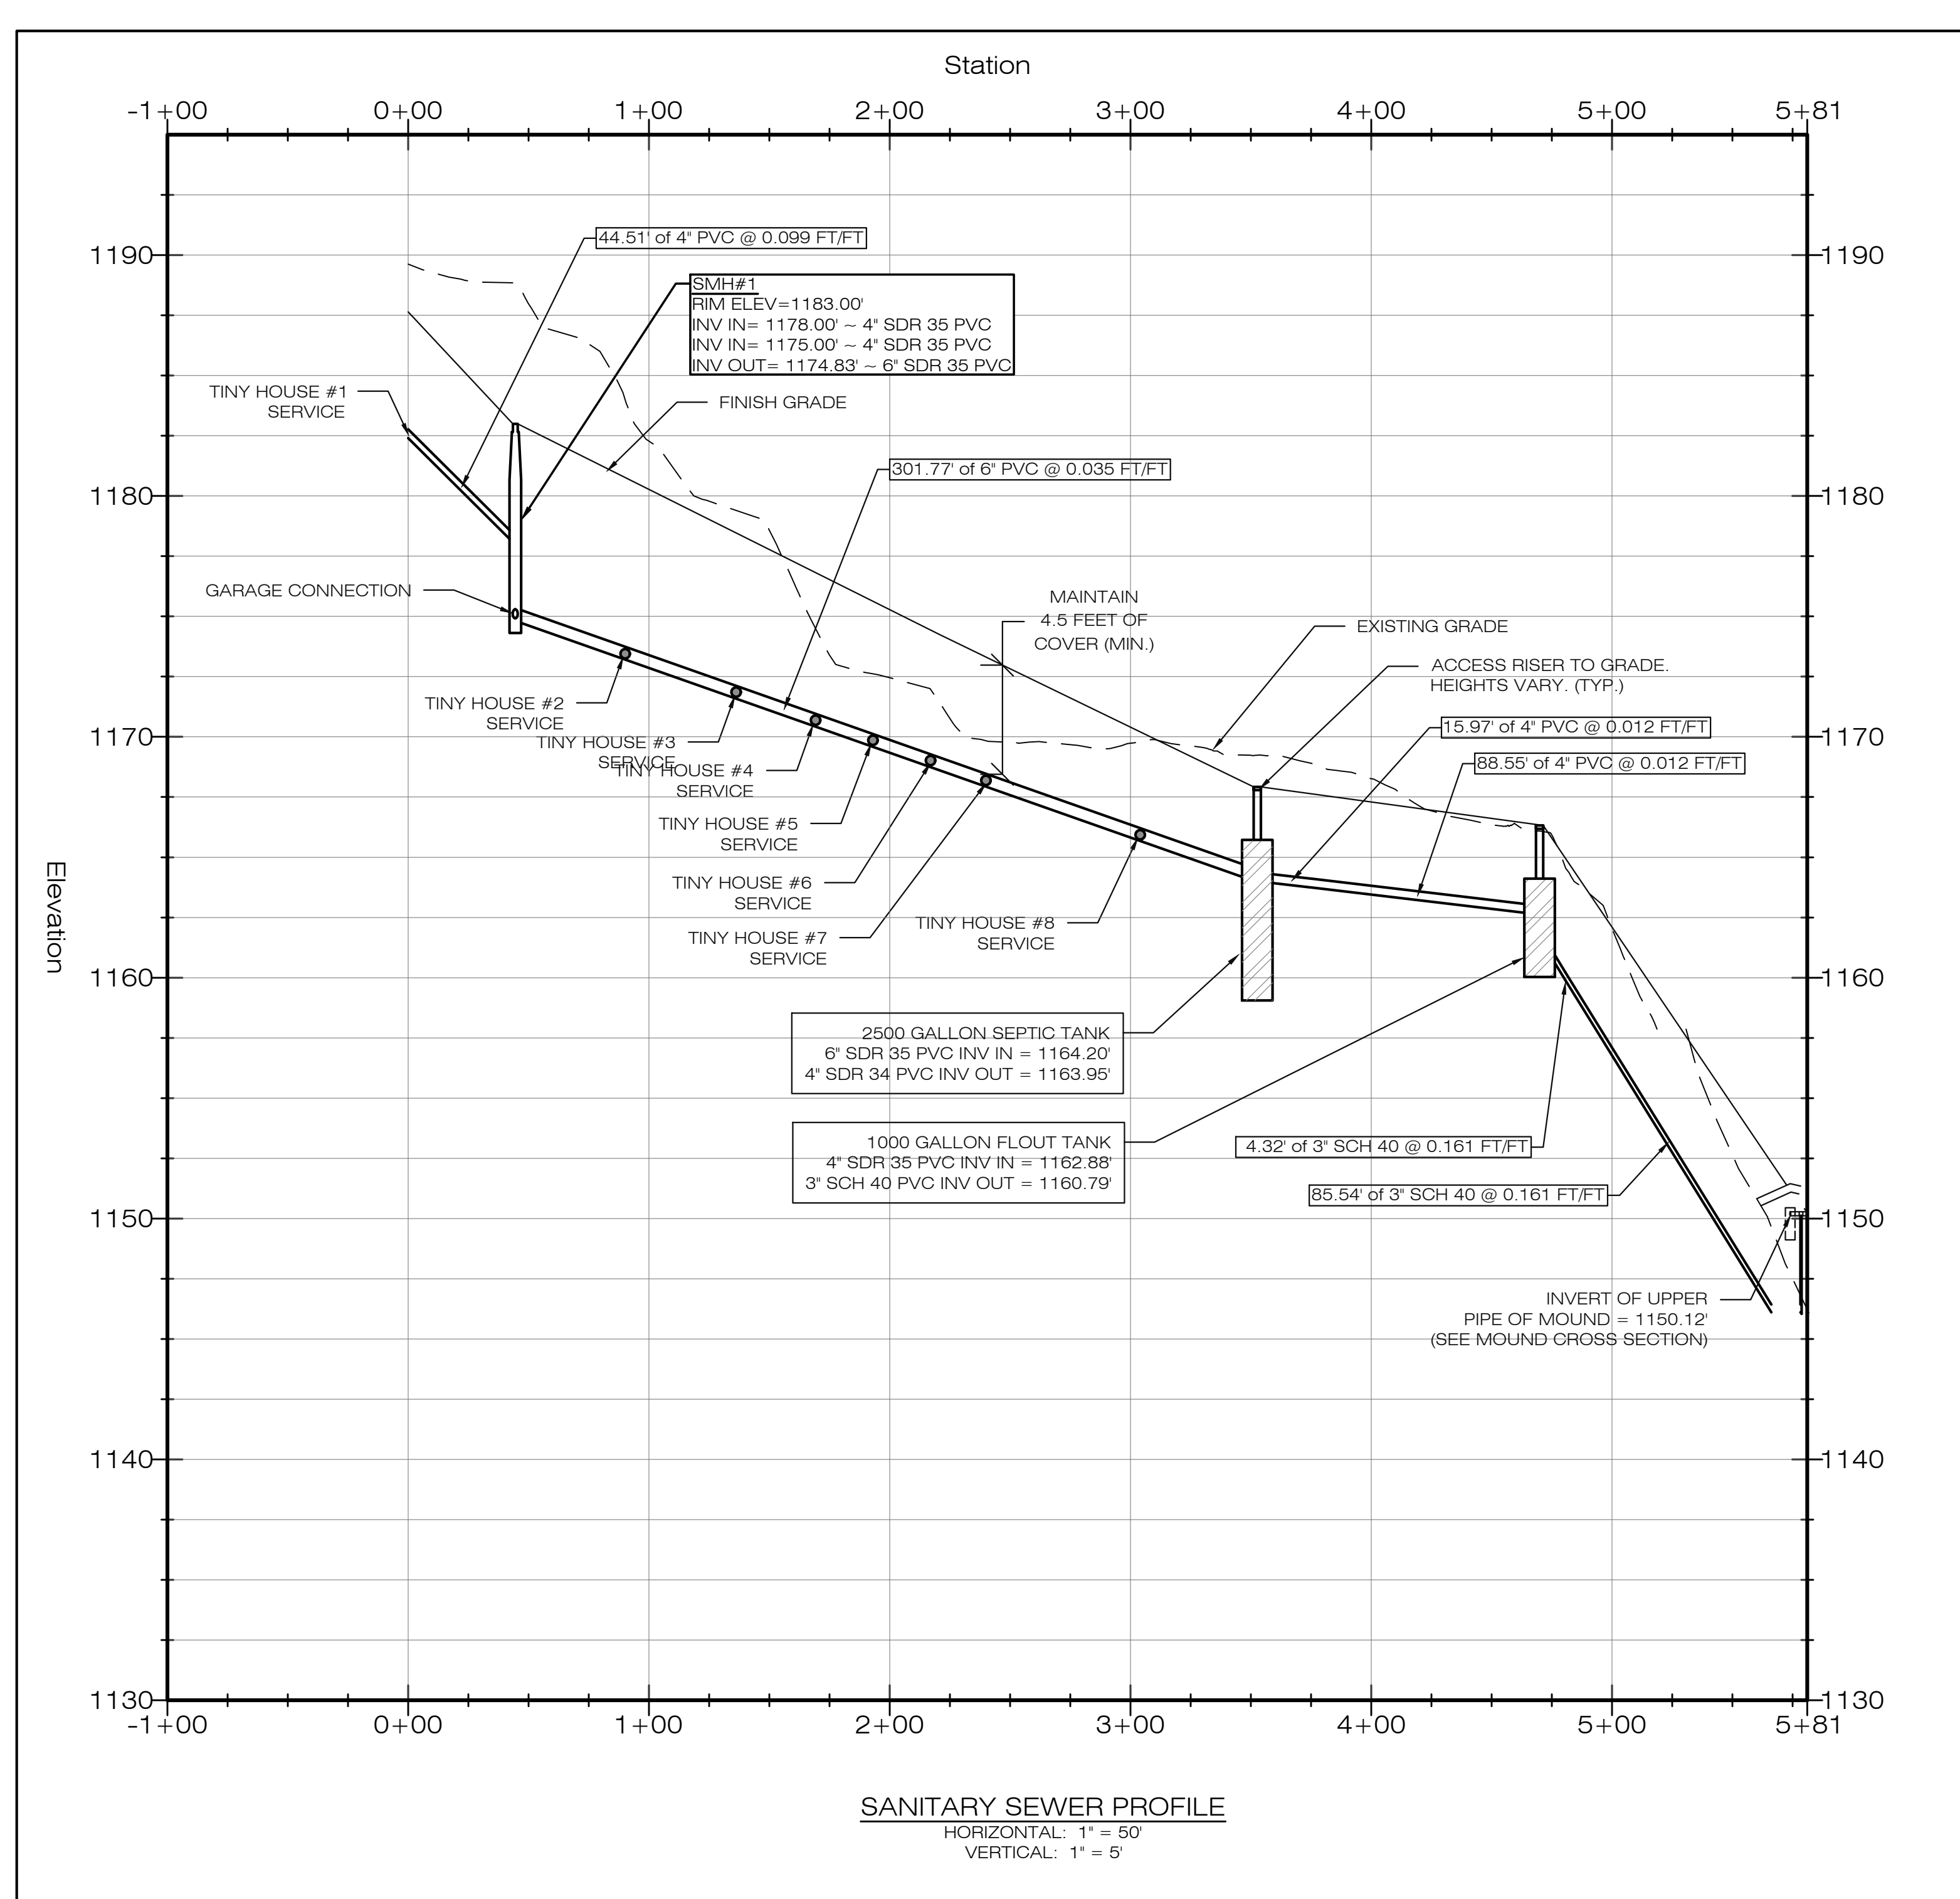 Station
-1+00
0+00
1+00
2+00
3+00
4+00
5+00
5+81
1190
1180
1170
1160
1150
1140
1130
Elevation
1190
1180
1170
1160
1150
1140
1130
44.51' of 4" PVC @ 0.099 FT/FT
SMH#1
RIM ELEV=1183.00'
INV IN= 1178.00' ~ 4" SDR 35 PVC
INV IN= 1175.00' ~ 4" SDR 35 PVC
INV OUT= 1174.83' ~ 6" SDR 35 PVC
TINY HOUSE #1
SERVICE
FINISH GRADE
301.77' of 6" PVC @ 0.035 FT/FT
GARAGE CONNECTION
MAINTAIN
4.5 FEET OF
COVER (MIN.)
EXISTING GRADE
ACCESS RISER TO GRADE.
HEIGHTS VARY. (TYP.)
TINY HOUSE #2
SERVICE
TINY HOUSE #3
SERVICE
TINY HOUSE #4
SERVICE
15.97' of 4" PVC @ 0.012 FT/FT
88.55' of 4" PVC @ 0.012 FT/FT
TINY HOUSE #5
SERVICE
TINY HOUSE #6
SERVICE
TINY HOUSE #7
SERVICE
TINY HOUSE #8
SERVICE
2500 GALLON SEPTIC TANK
6" SDR 35 PVC INV IN = 1164.20'
4" SDR 34 PVC INV OUT = 1163.95'
1000 GALLON FLOUT TANK
4" SDR 35 PVC INV IN = 1162.88'
3" SCH 40 PVC INV OUT = 1160.79'
4.32' of 3" SCH 40 @ 0.161 FT/FT
85.54' of 3" SCH 40 @ 0.161 FT/FT
INVERT OF UPPER
PIPE OF MOUND = 1150.12'
(SEE MOUND CROSS SECTION)
-1+00
0+00
1+00
2+00
3+00
4+00
5+00
5+81
SANITARY SEWER PROFILE
HORIZONTAL: 1" = 50'
VERTICAL: 1" = 5'